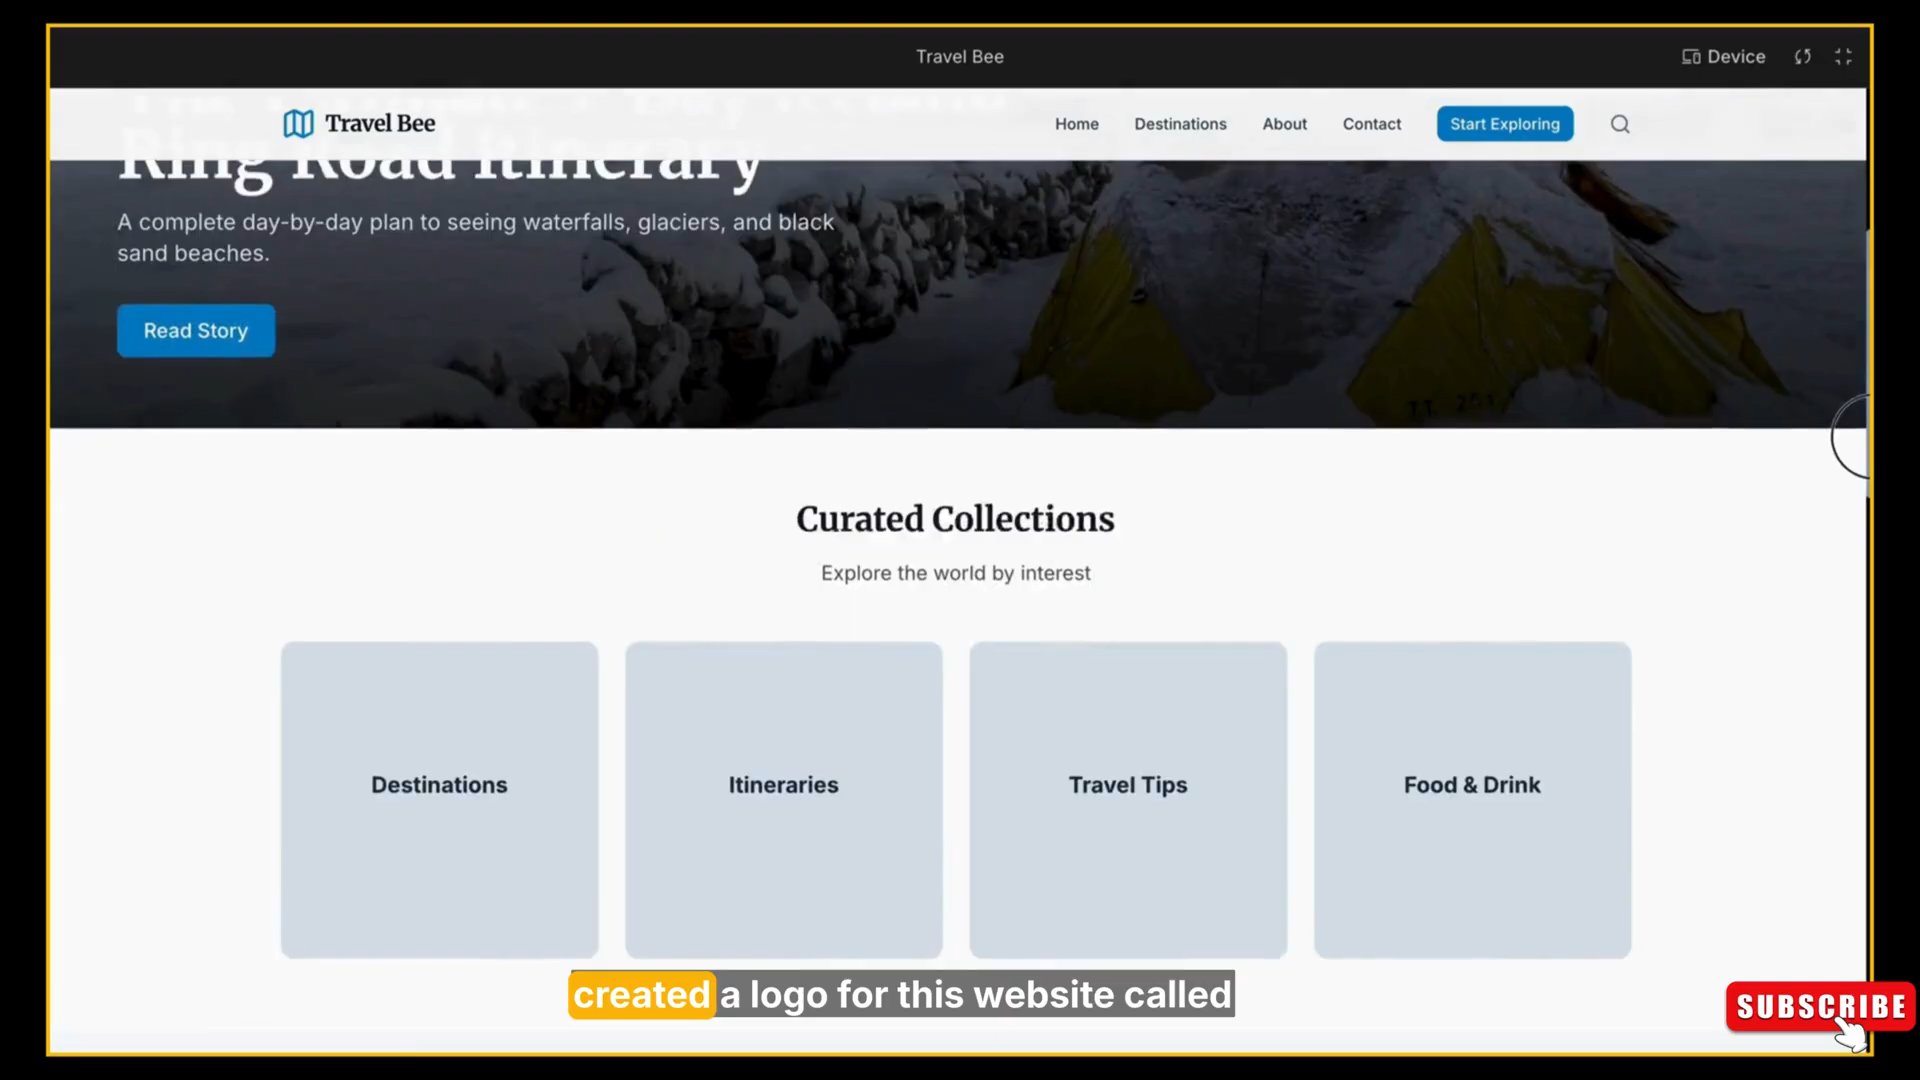 Travel Bee
Device
Travel Bee
Home
Destinations
About
Contact
Start Exploring
Ring Road Itinerary
A complete day-by-day plan to seeing waterfalls, glaciers, and black
sand beaches.
Read Story
Curated Collections
Explore the world by interest
Destinations
Itineraries
Travel Tips
Food & Drink
created a logo for this website called
SUBSCRIBE